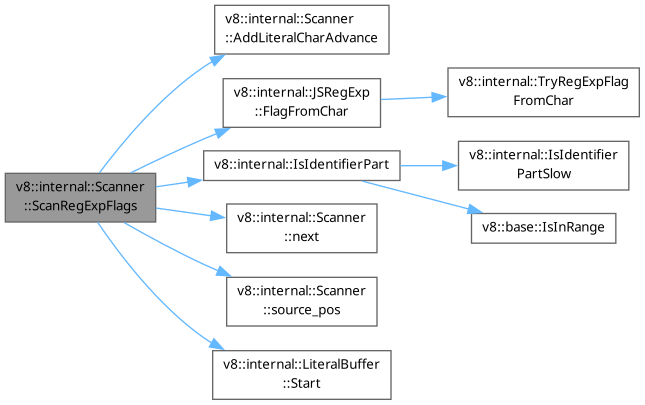 v8::internal::Scanner
::AddLiteralCharAdvance
v8::internal::JSRegExp
::FlagFromChar
v8::internal::TryRegExpFlag
FromChar
v8::internal::IsIdentifierPart
v8::internal::IsIdentifier
PartSlow
v8::internal::Scanner
::ScanRegExpFlags
v8::internal::Scanner
::next
v8::base::IsInRange
v8::internal::Scanner
::source_pos
v8::internal::LiteralBuffer
::Start